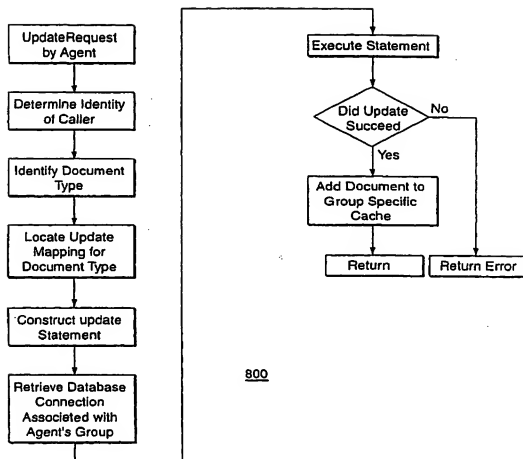 UpdateRequest
by Agent
Determine Identity
of Caller
Identify Document
Type
Locate Update
Mapping for
Document Type
Construct update
Statement
Retrieve Database
Connection
Associated with
Agent's Group
Execute Statement
Did Update
Succeed
No
Yes
Add Document to
Group Specific
Cache
Return
Return Error
800